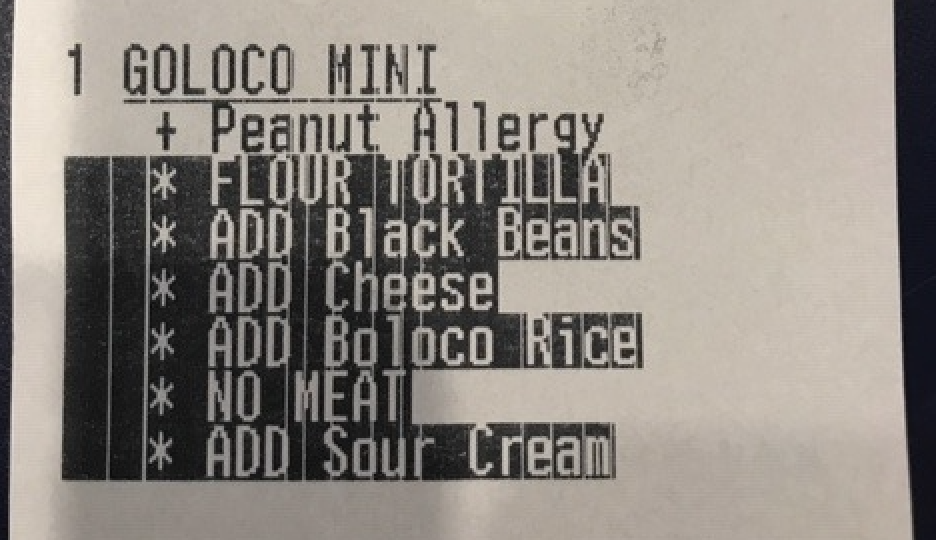 1 GOLOCO MINI
+ Peanut Allergy
* FLOUR TORTILLA
* ADD Black Beans
* ADD Cheese
* ADD Boloco Rice
* NO MEAT
* ADD Sour Cream